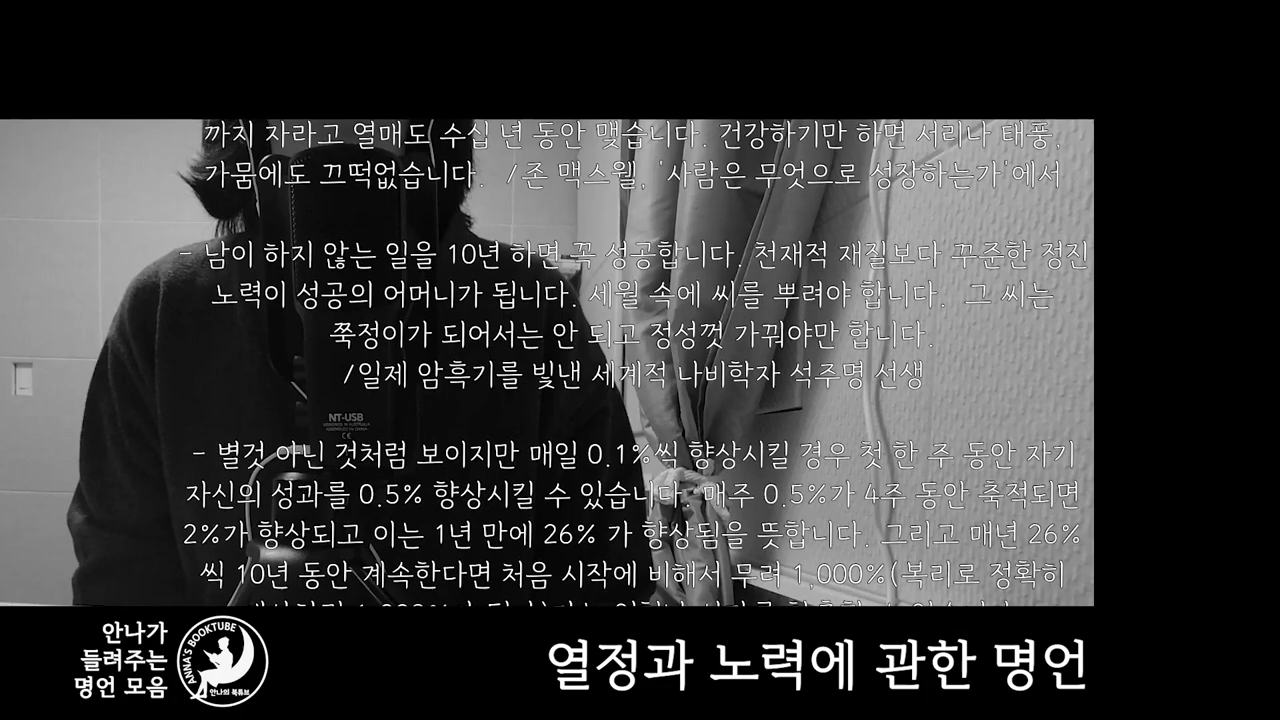 까지 자라고 열매도 수십 년 동안 맺습니다. 건강하기만 하면 서리나 태풍,
가뭄에도 끄떡없습니다. /존 맥스웰, '사람은 무엇으로 성장하는가'에서
- 남이 하지 않는 일을 10년 하면 꼭 성공합니다. 천재적 재질보다 꾸준한 정진
노력이 성공의 어머니가 됩니다. 세월 속에 씨를 뿌려야 합니다. 그 씨는
쭉정이가 되어서는 안 되고 정성껏 가꿔야만 합니다.
/일제 암흑기를 빛낸 세계적 나비학자 석주명 선생
NT-USB
DESIGNED IN AUSTRALIA
ASSEMBLED IN CHINA
CE
- 별것 아닌 것처럼 보이지만 매일 0.1%씩 향상시킬 경우 첫 한 주 동안 자기
자신의 성과를 0.5% 향상시킬 수 있습니다. 매주 0.5%가 4주 동안 축적되면
2%가 향상되고 이는 1년 만에 26% 가 향상됨을 뜻합니다. 그리고 매년 26%
씩 10년 동안 계속한다면 처음 시작에 비해서 무려 1,000%(복리로 정확히
안나가
들려주는
명언 모음
ANNA'S BOOKTUBE
안나의 북튜브
열정과 노력에 관한 명언